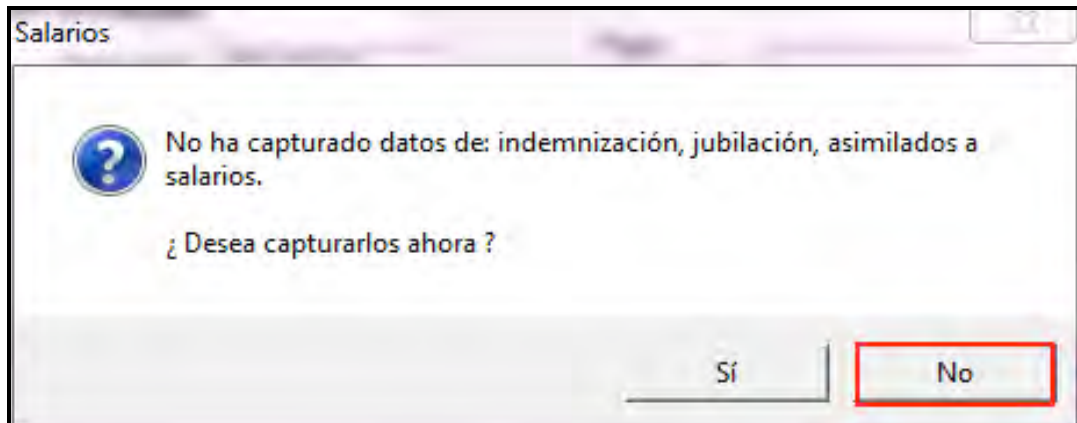 Salarios
No ha capturado datos de: indemnización, jubilación, asimilados a
salarios.
¿ Desea capturarlos ahora ?
Sí
No